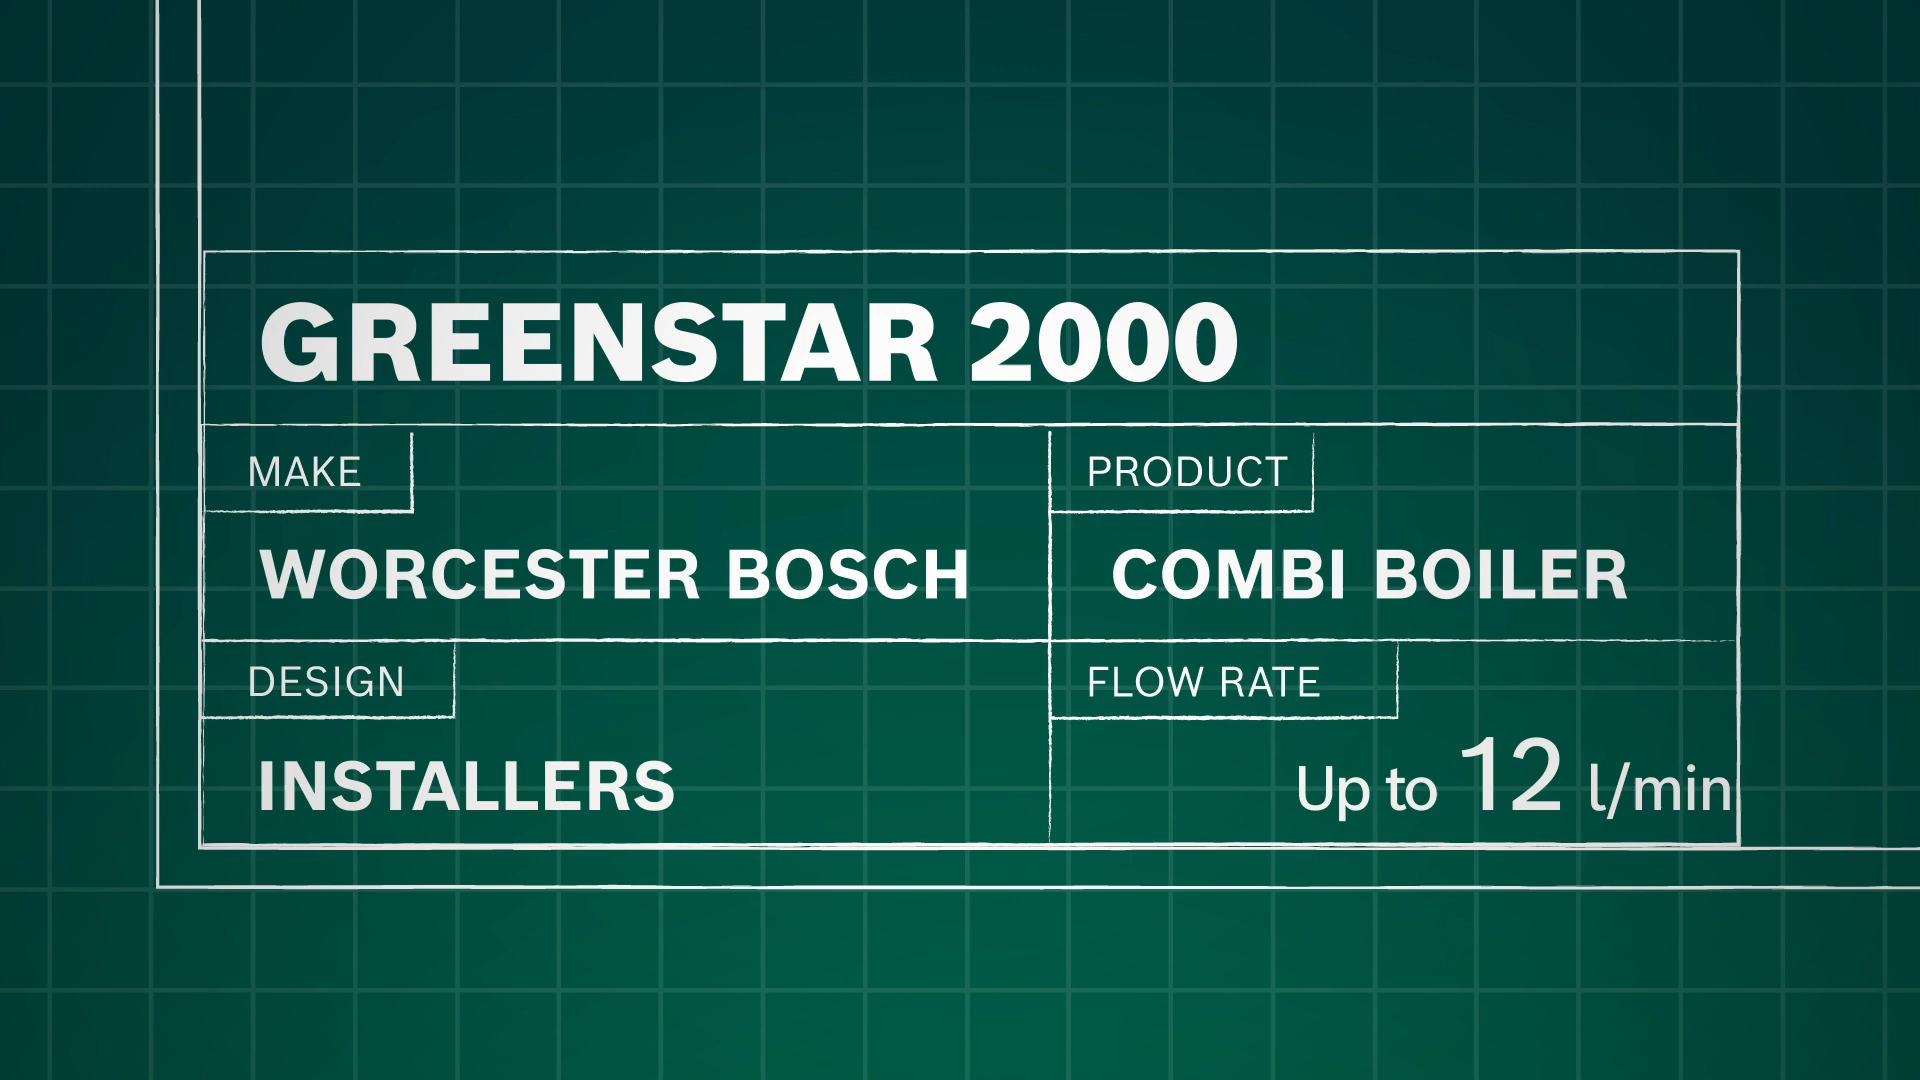 GREENSTAR 2000
MAKE
WORCESTER BOSCH
PRODUCT
COMBI BOILER
DESIGN
INSTALLERS
FLOW RATE
Up to 12 l/min